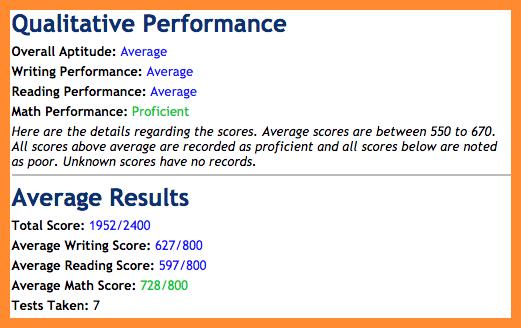 Qualitative Performance
Overall Aptitude: Average
Writing Performance: Average
Reading Performance: Average
Math Performance: Proficient
Here are the details regarding the scores. Average scores are between 550 to 670.
All scores above average are recorded as proficient and all scores below are noted
as poor. Unknown scores have no records.
Average Results
Total Score: 1952/2400
Average Writing Score: 627/800
Average Reading Score: 597/800
Average Math Score: 728/800
Tests Taken: 7